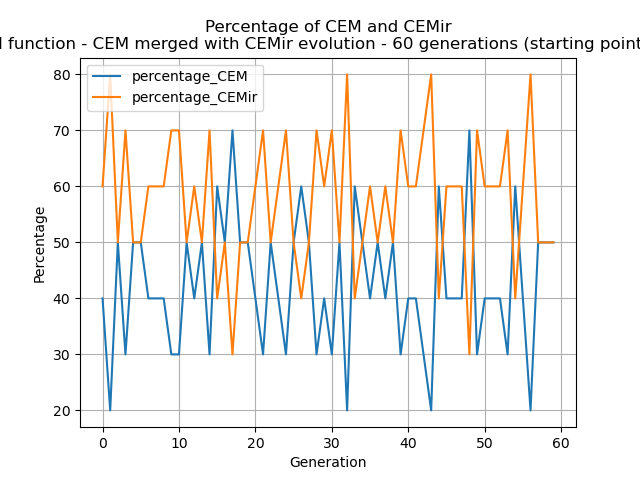 Percentage of CEM and CEMir
function - CEM merged with CEMir evolution - 60 generations (starting point
percentage_CEM
percentage_CEMir
80
70
60
50
40
30
20
Percentage
0 10 20 30 40 50 60
Generation